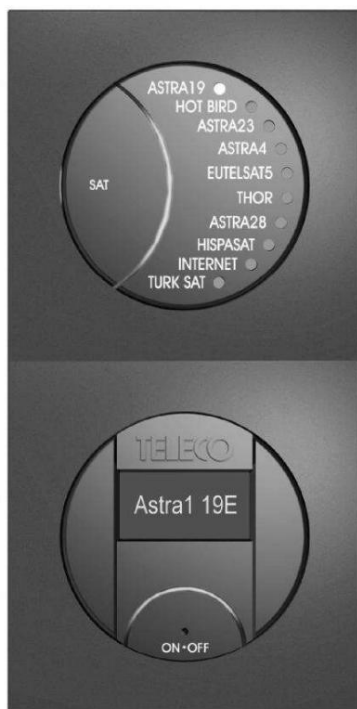 ASTRA19
HOT BIRD
ASTRA23
ASTRA4
EUTELSAT5
SAT
THOR
ASTRA28
HISPASAT
INTERNET
TURK SAT
TELECO
Astra1 19E
ON•OFF